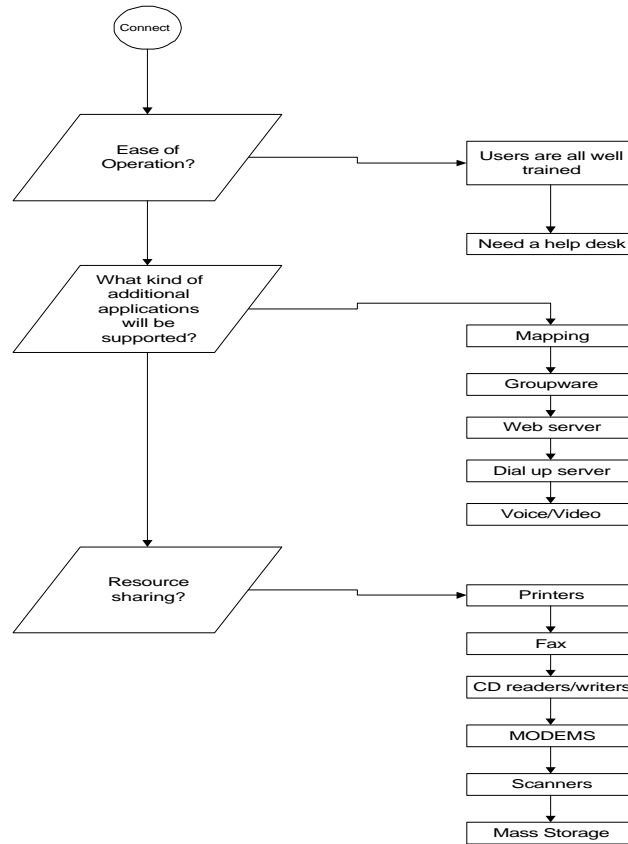 Connect
Ease of
Operation?
Users are all well
trained
Need a help desk
What kind of
additional
applications
will be
supported?
Mapping
Groupware
Web server
Dial up server
Voice/Video
Resource
sharing?
Printers
Fax
CD readers/writers
MODEMS
Scanners
Mass Storage